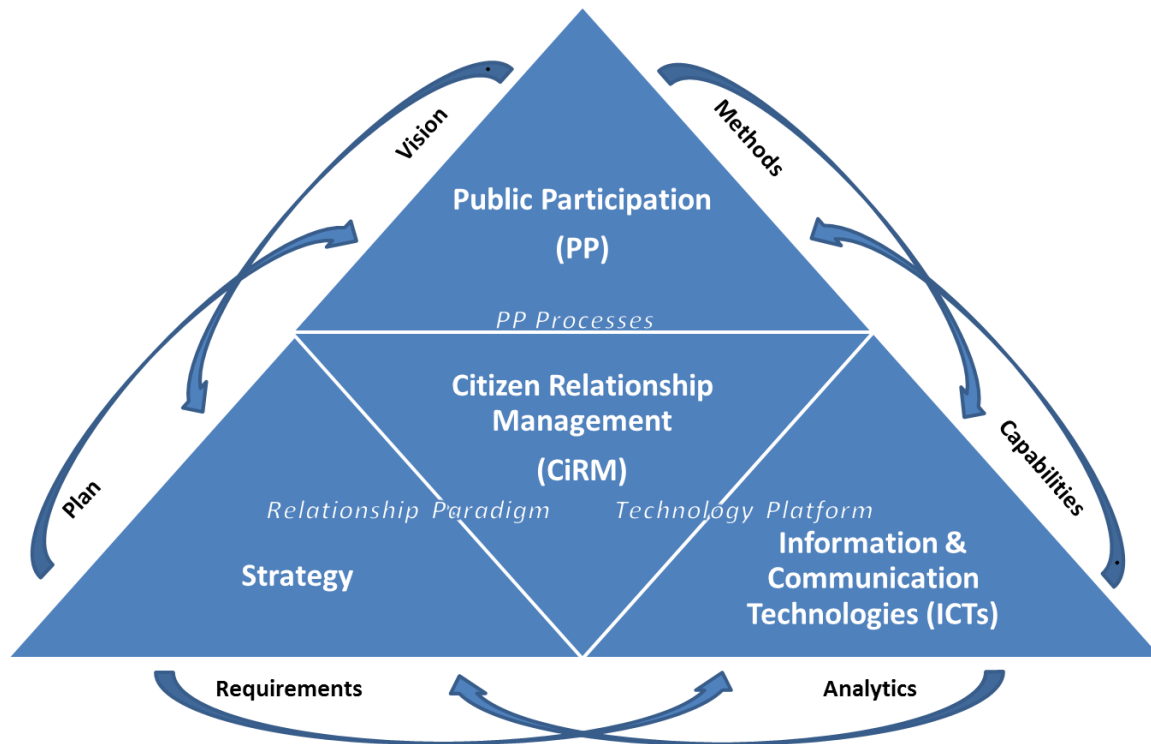 Vision
Methods
Public Participation
(PP)
PP Processes
Citizen Relationship
Management
(CiRM)
Plan
Capabilities
Relationship Paradigm
Technology Platform
Strategy
Information &
Communication
Technologies (ICTs)
Requirements
Analytics